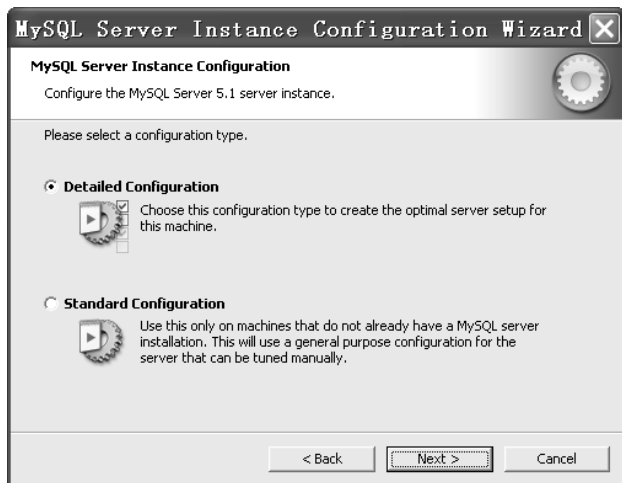 MySQL Server Instance Configuration Wizard
MySQL Server Instance Configuration
Configure the MySQL Server 5.1 server instance.
Please select a configuration type.
Detailed Configuration
Choose this configuration type to create the optimal server setup for
this machine.
Standard Configuration
Use this only on machines that do not already have a MySQL server
installation. This will use a general purpose configuration for the
server that can be tuned manually.
< Back
Next >
Cancel